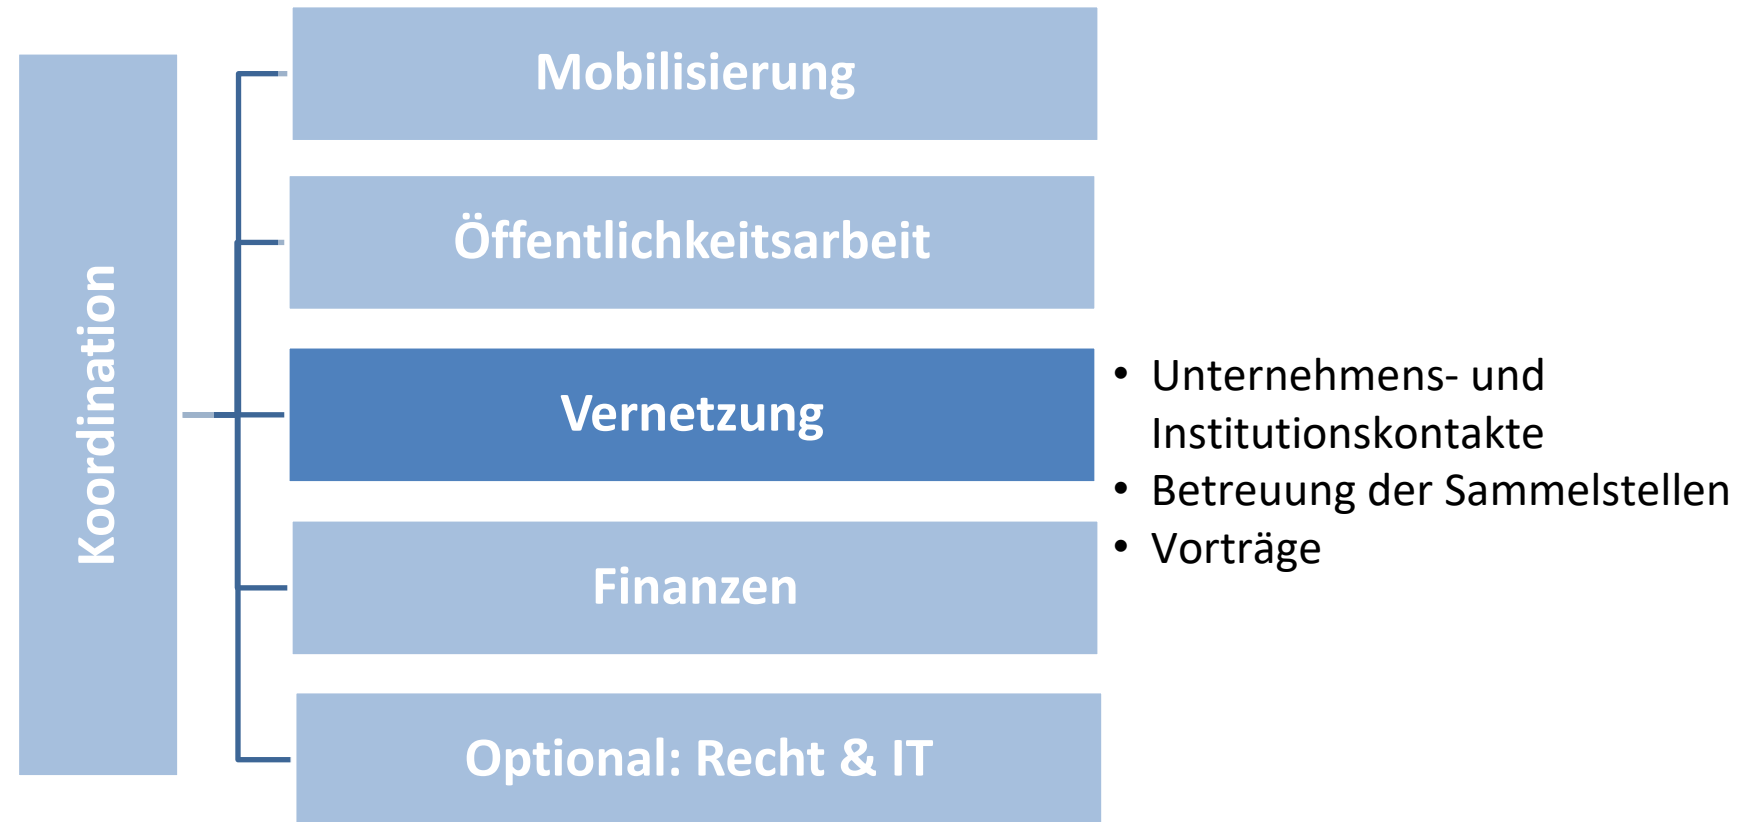 Koordination
Mobilisierung
Öffentlichkeitsarbeit
Vernetzung
• Unternehmens- und
Institutionskontakte
• Betreuung der Sammelstellen
• Vorträge
Finanzen
Optional: Recht & IT